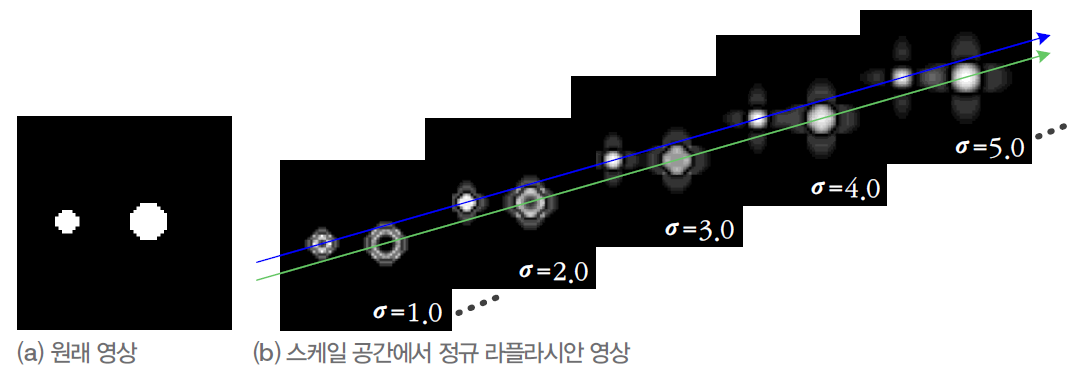 σ=5.0
σ=4.0
σ=3.0
σ=2.0
σ=1.0
(a) 원래 영상
(b) 스케일 공간에서 정규 라플라시안 영상